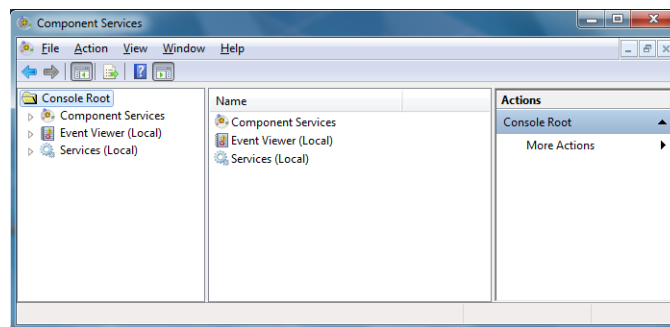 Component Services
File Action View Window Help
Console Root
Component Services
Event Viewer (Local)
Services (Local)
Name
Component Services
Event Viewer (Local)
Services (Local)
Actions
Console Root
More Actions